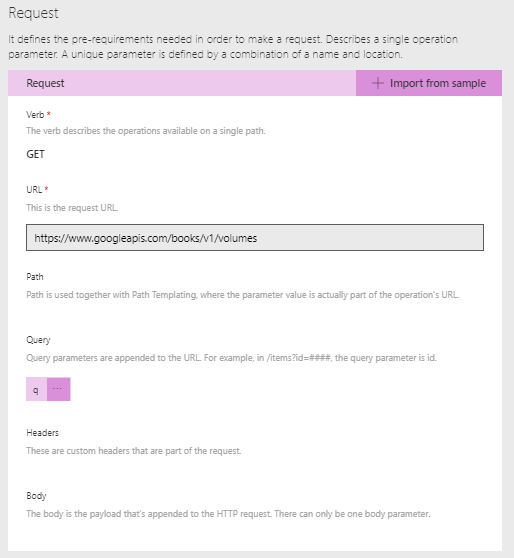 Request
It defines the pre-requirements needed in order to make a request. Describes a single operation
parameter. A unique parameter is defined by a combination of a name and location.
Request + Import from sample
Verb *
The verb describes the operations available on a single path.
GET
URL *
This is the request URL.
https://www.googleapis.com/books/v1/volumes
Path
Path is used together with Path Templating, where the parameter value is actually part of the operation's URL.
Query
Query parameters are appended to the URL. For example, in /items?id=####, the query parameter is id.
q ...
Headers
These are custom headers that are part of the request.
Body
The body is the payload that's appended to the HTTP request. There can only be one body parameter.